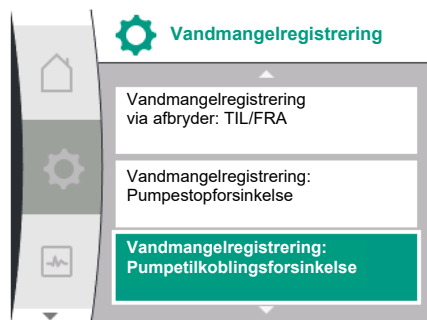 Vandmangelregistrering
Vandmangelregistrering
via afbryder: TIL/FRA
Vandmangelregistrering:
Pumpestopforsinkelse
Vandmangelregistrering:
Pumpetilkoblingsforsinkelse